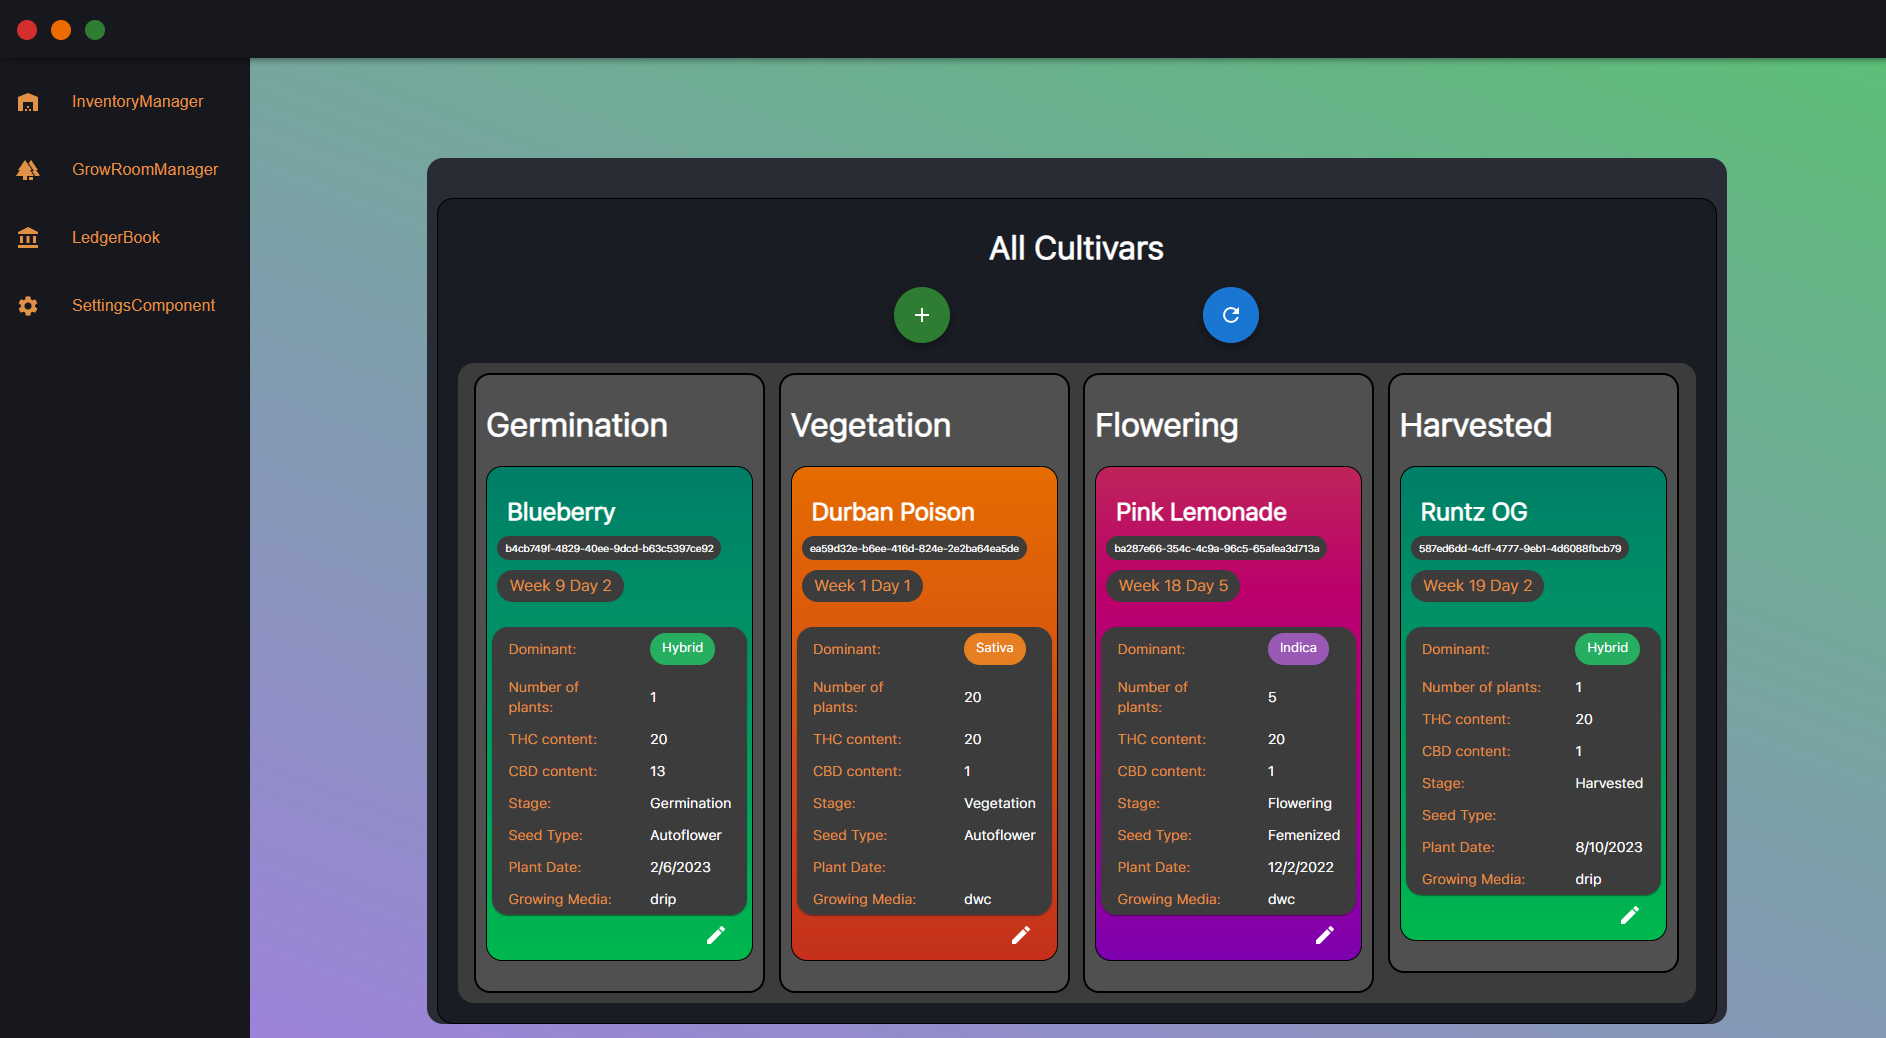 InventoryManager
GrowRoomManager
LedgerBook
SettingsComponent
All Cultivars
Germination
Blueberry
b4cb749f-4829-40ee-9dcd-b63c5397ce92
Week 9 Day 2
Dominant: Hybrid
Number of
plants: 1
THC content: 20
CBD content: 13
Stage: Germination
Seed Type: Autoflower
Plant Date: 2/6/2023
Growing Media: drip
Vegetation
Durban Poison
ea59d32e-b6ee-416d-824e-2e2ba64ea5de
Week 1 Day 1
Dominant: Sativa
Number of
plants: 20
THC content: 20
CBD content: 1
Stage: Vegetation
Seed Type: Autoflower
Plant Date:
Growing Media: dwc
Flowering
Pink Lemonade
ba287e66-354c-4c9a-96c5-65afea3d713a
Week 18 Day 5
Dominant: Indica
Number of
plants: 5
THC content: 20
CBD content: 1
Stage: Flowering
Seed Type: Femenized
Plant Date: 12/2/2022
Growing Media: dwc
Harvested
Runtz OG
587ed6dd-4cff-4777-9eb1-4d6088fbcb79
Week 19 Day 2
Dominant: Hybrid
Number of plants: 1
THC content: 20
CBD content: 1
Stage: Harvested
Seed Type:
Plant Date: 8/10/2023
Growing Media: drip